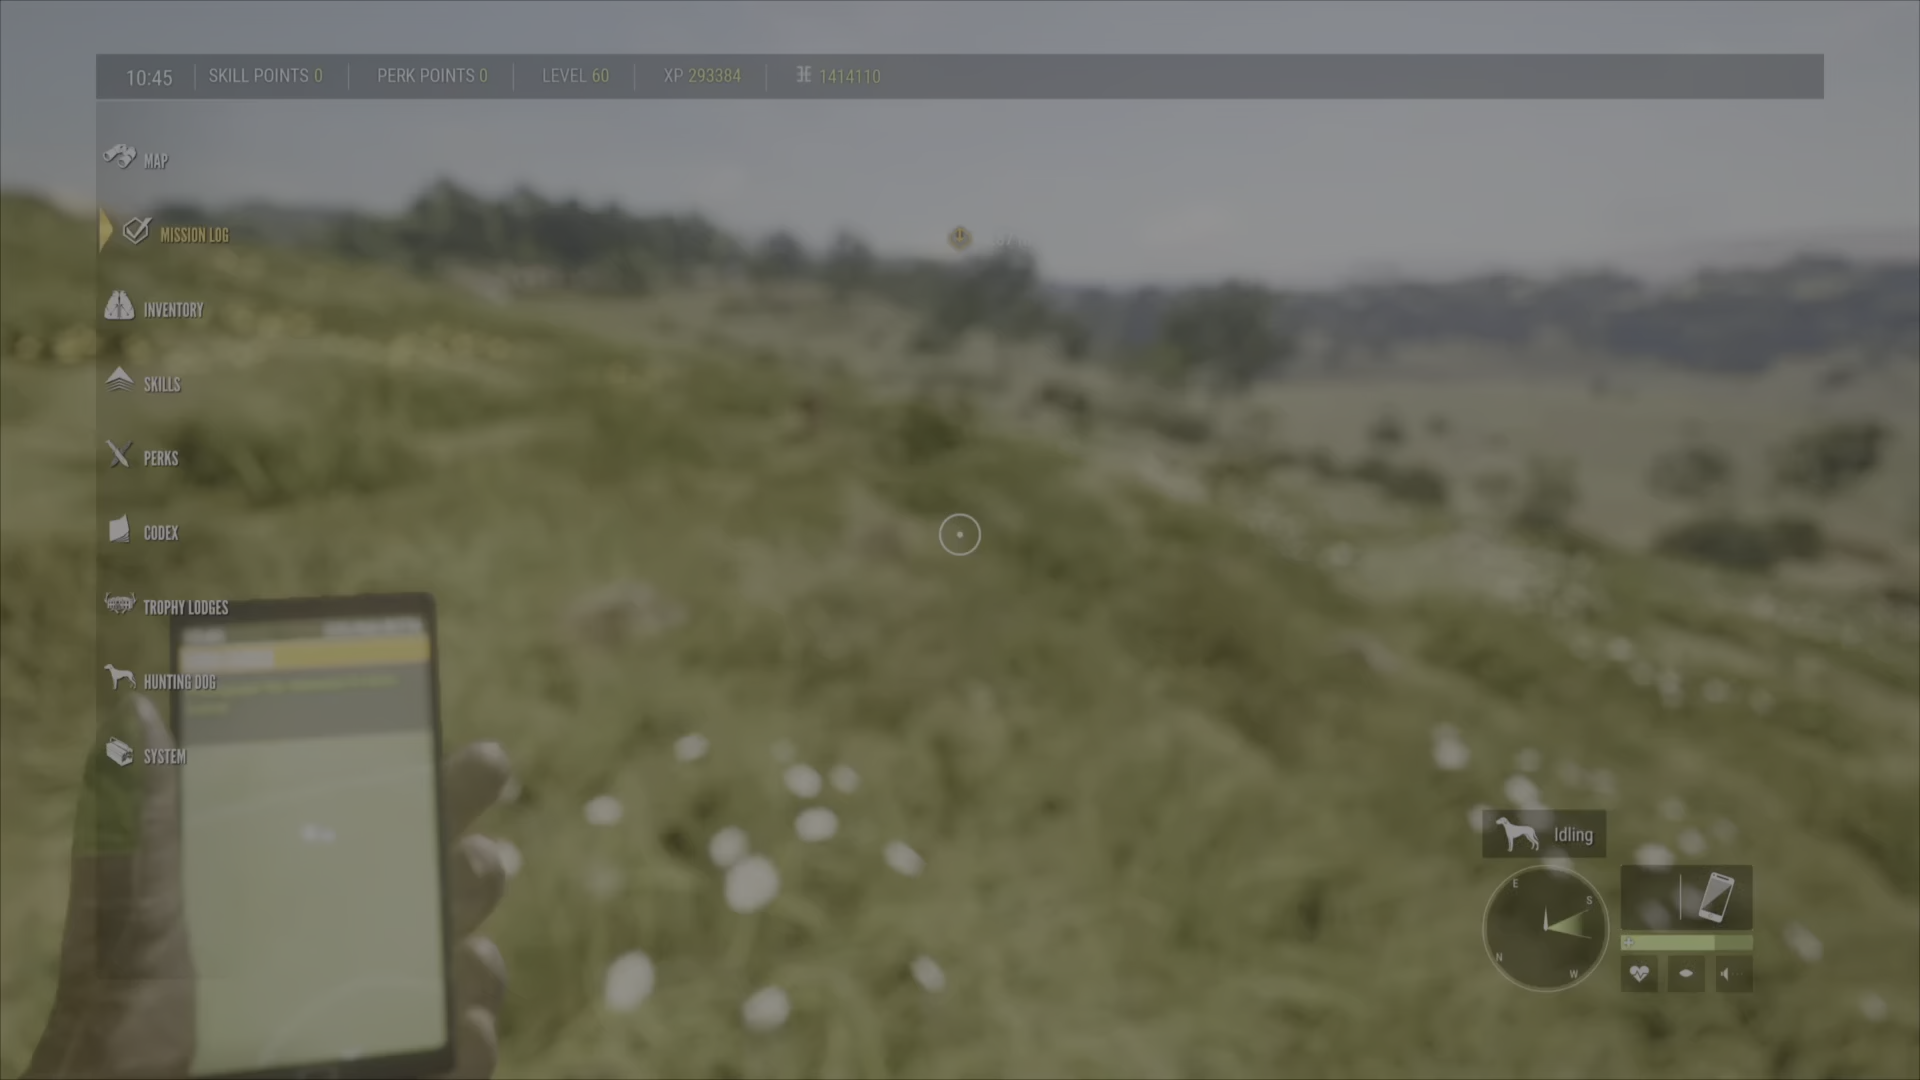 10:45 SKILL POINTS 0 PERK POINTS 0 LEVEL 60 XP 293384 1414110
MAP
MISSION LOG
INVENTORY
SKILLS
PERKS
CODEX
TROPHY LODGES
HUNTING DOG
SYSTEM
Idling
E
S
N
W